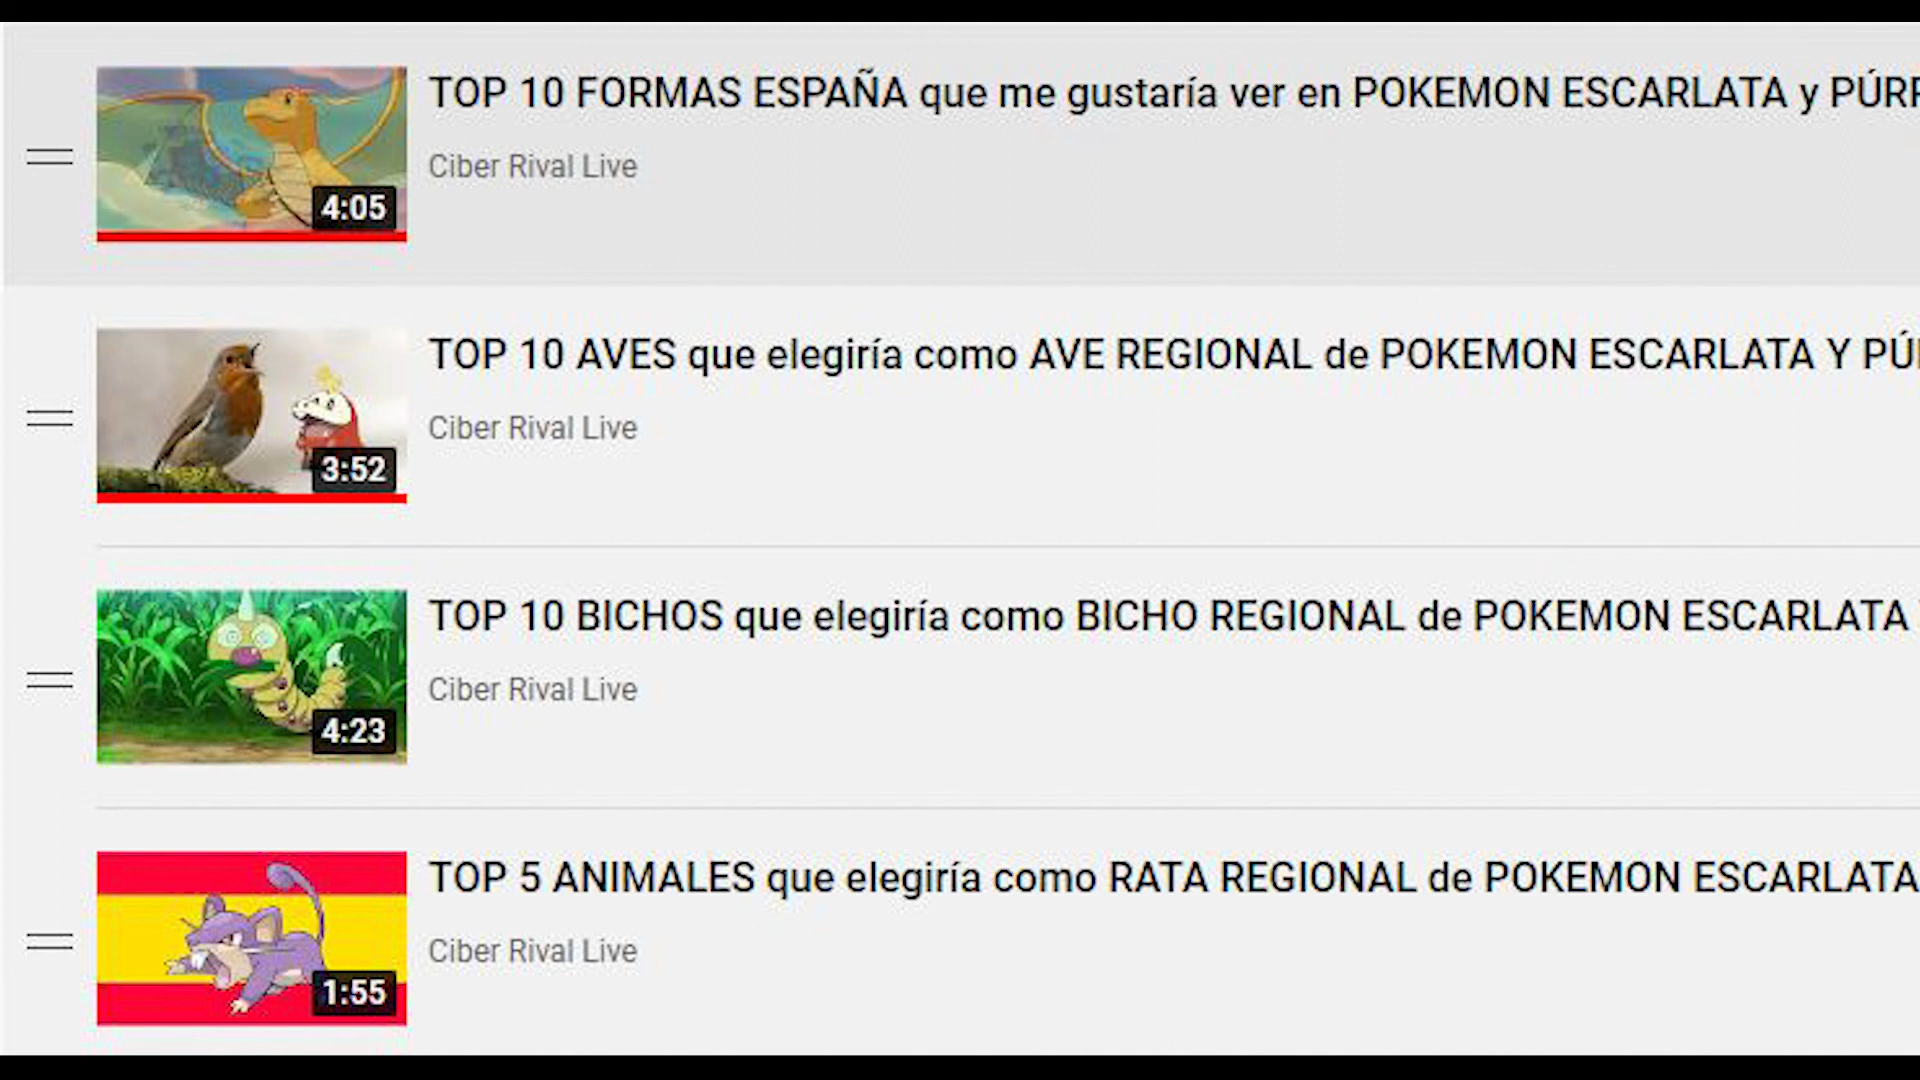 TOP 10 FORMAS ESPAÑA que me gustaría ver en POKEMON ESCARLATA y PÚR
Ciber Rival Live
4:05
TOP 10 AVES que elegiría como AVE REGIONAL de POKEMON ESCARLATA Y PÚ
Ciber Rival Live
3:52
TOP 10 BICHOS que elegiría como BICHO REGIONAL de POKEMON ESCARLATA
Ciber Rival Live
4:23
TOP 5 ANIMALES que elegiría como RATA REGIONAL de POKEMON ESCARLATA
Ciber Rival Live
1:55